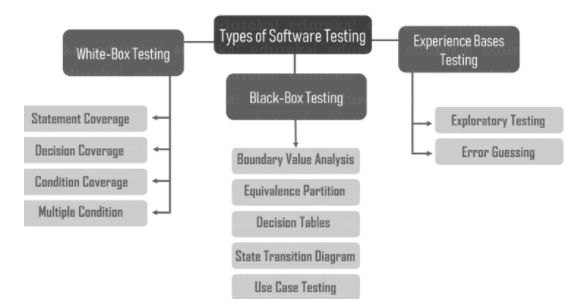 Types of Software Testing
White-Box Testing
Statement Coverage
Decision Coverage
Condition Coverage
Multiple Condition
Black-Box Testing
Boundary Value Analysis
Equivalence Partition
Decision Tables
State Transition Diagram
Use Case Testing
Experience Bases
Testing
Exploratory Testing
Error Guessing